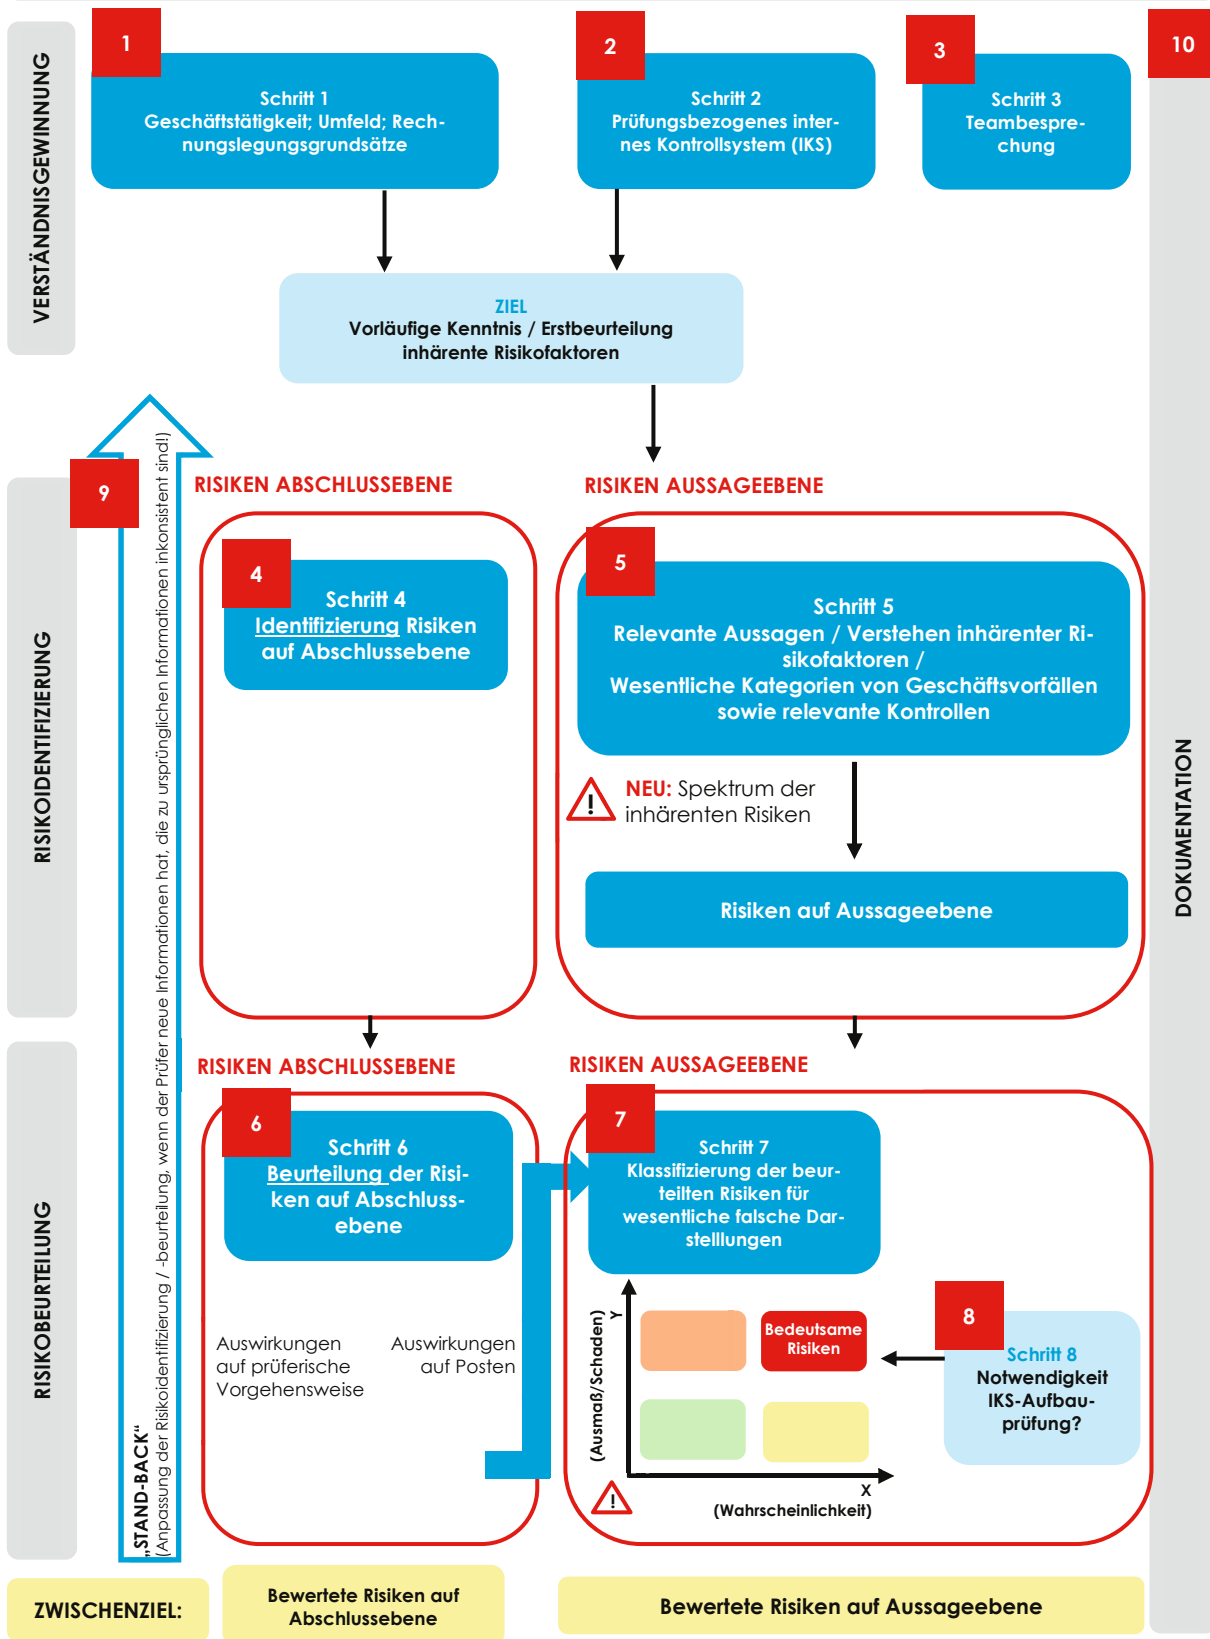 VERSTÄNDNISGEWINNUNG
1
Schritt 1
Geschäftstätigkeit; Umfeld; Rech-
nungslegungsgrundsätze
2
Schritt 2
Prüfungsbezogenes inter-
nes Kontrollsystem (IKS)
3
Schritt 3
Teambespre-
chung
10
DOKUMENTATION
ZIEL
Vorläufige Kenntnis / Erstbeurteilung
inhärente Risikofaktoren
9
„STAND-BACK“
(Anpassung der Risikoidentifizierung / -beurteilung, wenn der Prüfer neue Informationen hat, die zu ursprünglichen Informationen inkonsistent sind!)
RISIKOIDENTIFIZIERUNG
RISIKEN ABSCHLUSSEBENE
4
Schritt 4
Identifizierung Risiken
auf Abschlussebene
RISIKEN AUSSAGEEBENE
5
Schritt 5
Relevante Aussagen / Verstehen inhärenter Ri-
sikofaktoren /
Wesentliche Kategorien von Geschäftsvorfällen
sowie relevante Kontrollen
!
NEU: Spektrum der
inhärenten Risiken
Risiken auf Aussageebene
RISIKOBEURTEILUNG
RISIKEN ABSCHLUSSEBENE
6
Schritt 6
Beurteilung der Risi-
ken auf Abschluss-
ebene
Auswirkungen
auf prüferische
Vorgehensweise
Auswirkungen
auf Posten
RISIKEN AUSSAGEEBENE
7
Schritt 7
Klassifizierung der beur-
teilten Risiken für
wesentliche falsche Dar-
stelllungen
Y
(Ausmaß/Schaden)
Bedeutsame
Risiken
8
Schritt 8
Notwendigkeit
IKS-Aufbau-
prüfung?
!
X
(Wahrscheinlichkeit)
ZWISCHENZIEL:
Bewertete Risiken auf
Abschlussebene
Bewertete Risiken auf Aussageebene